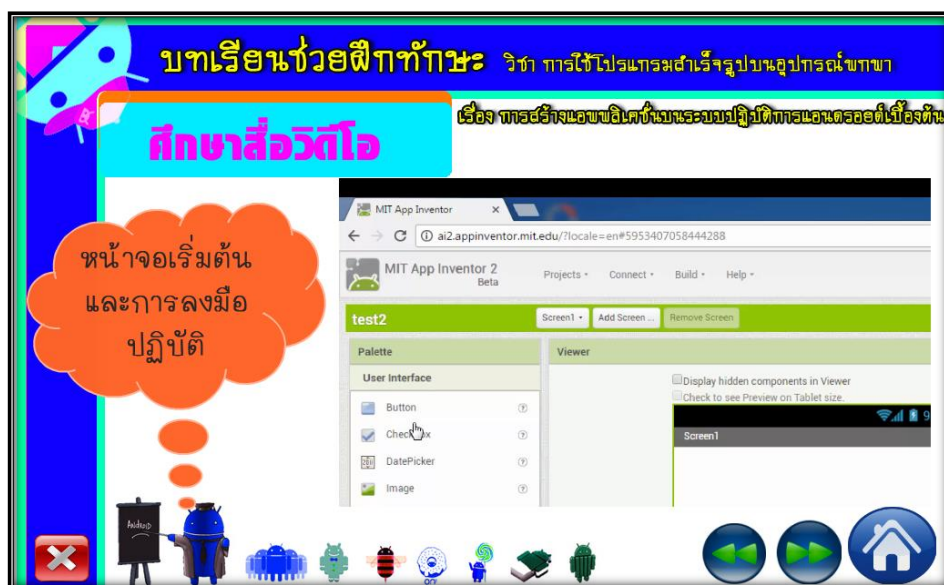 บทเรียนช่วยฝึกทักษะ วิชา การใช้โปรแกรมสำเร็จรูปบนอุปกรณ์พกพา
เรื่อง การสร้างแอพพลิเคชั่นบนระบบปฏิบัติการแอนดรอยด์เบื้องต้น
ศึกษาสื่อวิดีโอ
หน้าจอเริ่มต้น
และการลงมือ
ปฏิบัติ
MIT App Inventor
ai2.appinventor.mit.edu/?locale=en#5953407058444288
MIT App Inventor 2
Beta
Projects Connect Build Help
test2 Screen1 Add Screen ... Remove Screen
Palette Viewer
User Interface
Display hidden components in Viewer
Check to see Preview on Tablet size.
Button
9
CheckBox
Screen1
DatePicker
Image
Android